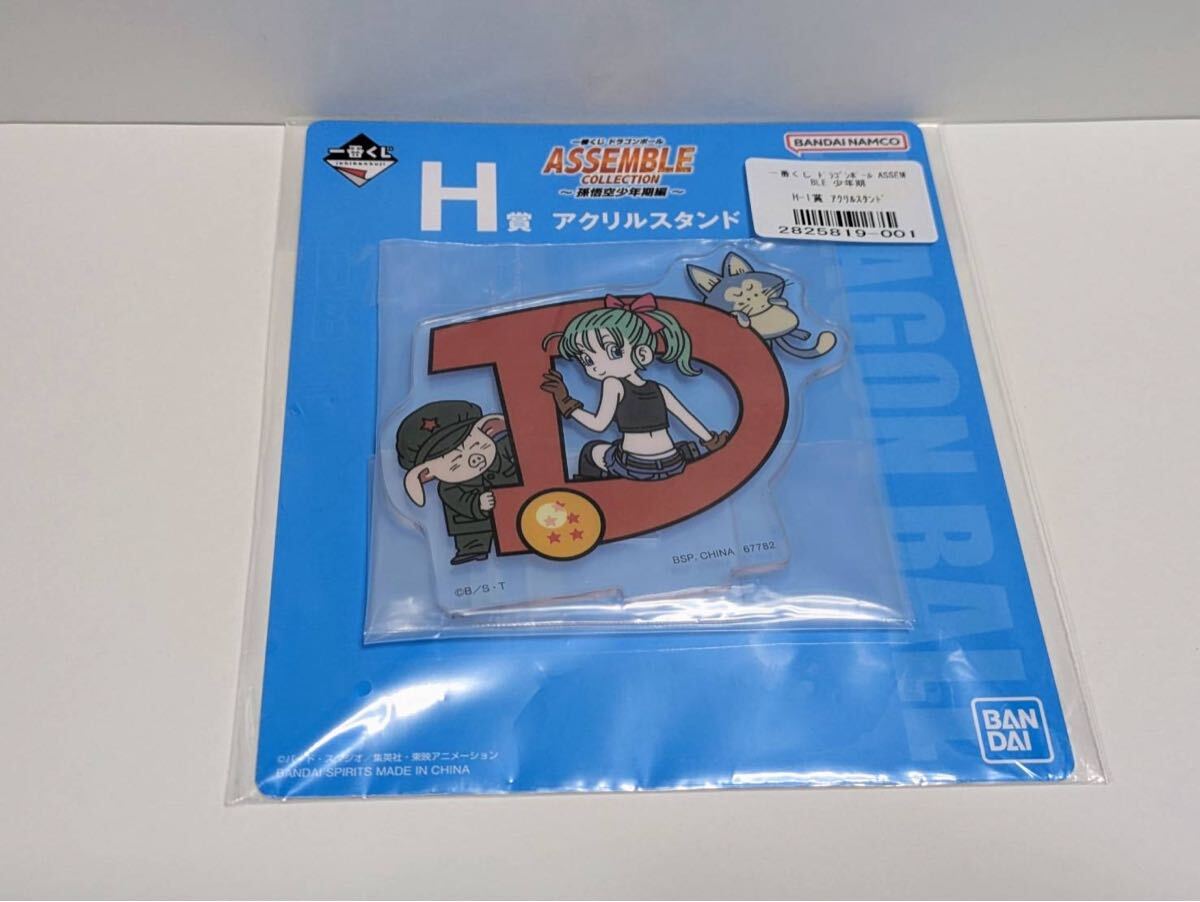 一番くじ
ichibankuji
一番くじ ドラゴンボール
ASSEMBLE
COLLECTION
～孫悟空少年期編～
H賞 アクリルスタンド
BANDAI NAMCO
一番くじ ドラゴンボール ASSEM
BLE 少年期
H-1賞 アクリルスタンド
2825819-001
D
©B/S・T
BSP. CHINA 67782
AGON BAL
BAN
DAI
©バード・スタジオ／集英社・東映アニメーション
BANDAI SPIRITS MADE IN CHINA